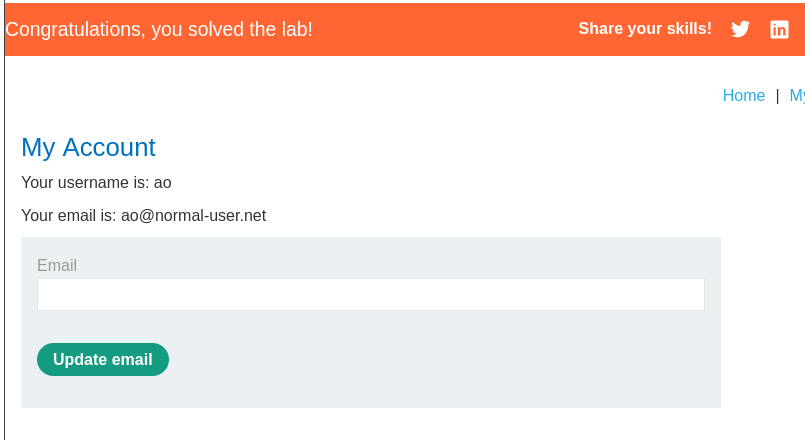 Congratulations, you solved the lab! Share your skills!
Home | My
My Account
Your username is: ao
Your email is: ao@normal-user.net
Email
Update email